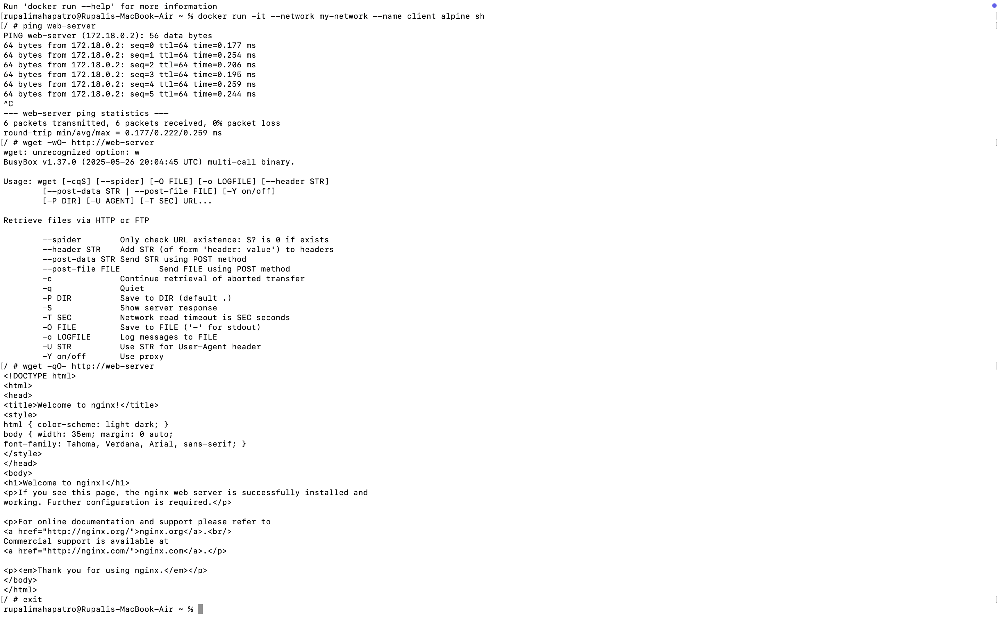 Run 'docker run --help' for more information
[rupalimahapatro@Rupalis-MacBook-Air ~ % docker run -it --network my-network --name client alpine sh ]
[/ # ping web-server ]
PING web-server (172.18.0.2): 56 data bytes
64 bytes from 172.18.0.2: seq=0 ttl=64 time=0.177 ms
64 bytes from 172.18.0.2: seq=1 ttl=64 time=0.254 ms
64 bytes from 172.18.0.2: seq=2 ttl=64 time=0.206 ms
64 bytes from 172.18.0.2: seq=3 ttl=64 time=0.195 ms
64 bytes from 172.18.0.2: seq=4 ttl=64 time=0.259 ms
64 bytes from 172.18.0.2: seq=5 ttl=64 time=0.244 ms
^C
--- web-server ping statistics ---
6 packets transmitted, 6 packets received, 0% packet loss
round-trip min/avg/max = 0.177/0.222/0.259 ms
[/ # wget -wO- http://web-server ]
wget: unrecognized option: w
BusyBox v1.37.0 (2025-05-26 20:04:45 UTC) multi-call binary.

Usage: wget [-cqS] [--spider] [-O FILE] [-o LOGFILE] [--header STR]
        [--post-data STR | --post-file FILE] [-Y on/off]
        [-P DIR] [-U AGENT] [-T SEC] URL...

Retrieve files via HTTP or FTP

        --spider        Only check URL existence: $? is 0 if exists
        --header STR    Add STR (of form 'header: value') to headers
        --post-data STR Send STR using POST method
        --post-file FILE        Send FILE using POST method
        -c              Continue retrieval of aborted transfer
        -q              Quiet
        -P DIR          Save to DIR (default .)
        -S              Show server response
        -T SEC          Network read timeout is SEC seconds
        -O FILE         Save to FILE ('-' for stdout)
        -o LOGFILE      Log messages to FILE
        -U STR          Use STR for User-Agent header
        -Y on/off       Use proxy
[/ # wget -qO- http://web-server ]
<!DOCTYPE html>
<html>
<head>
<title>Welcome to nginx!</title>
<style>
html { color-scheme: light dark; }
body { width: 35em; margin: 0 auto;
font-family: Tahoma, Verdana, Arial, sans-serif; }
</style>
</head>
<body>
<h1>Welcome to nginx!</h1>
<p>If you see this page, the nginx web server is successfully installed and
working. Further configuration is required.</p>

<p>For online documentation and support please refer to
<a href="http://nginx.org/">nginx.org</a>.<br/>
Commercial support is available at
<a href="http://nginx.com/">nginx.com</a>.</p>

<p><em>Thank you for using nginx.</em></p>
</body>
</html>
[/ # exit ]
rupalimahapatro@Rupalis-MacBook-Air ~ %